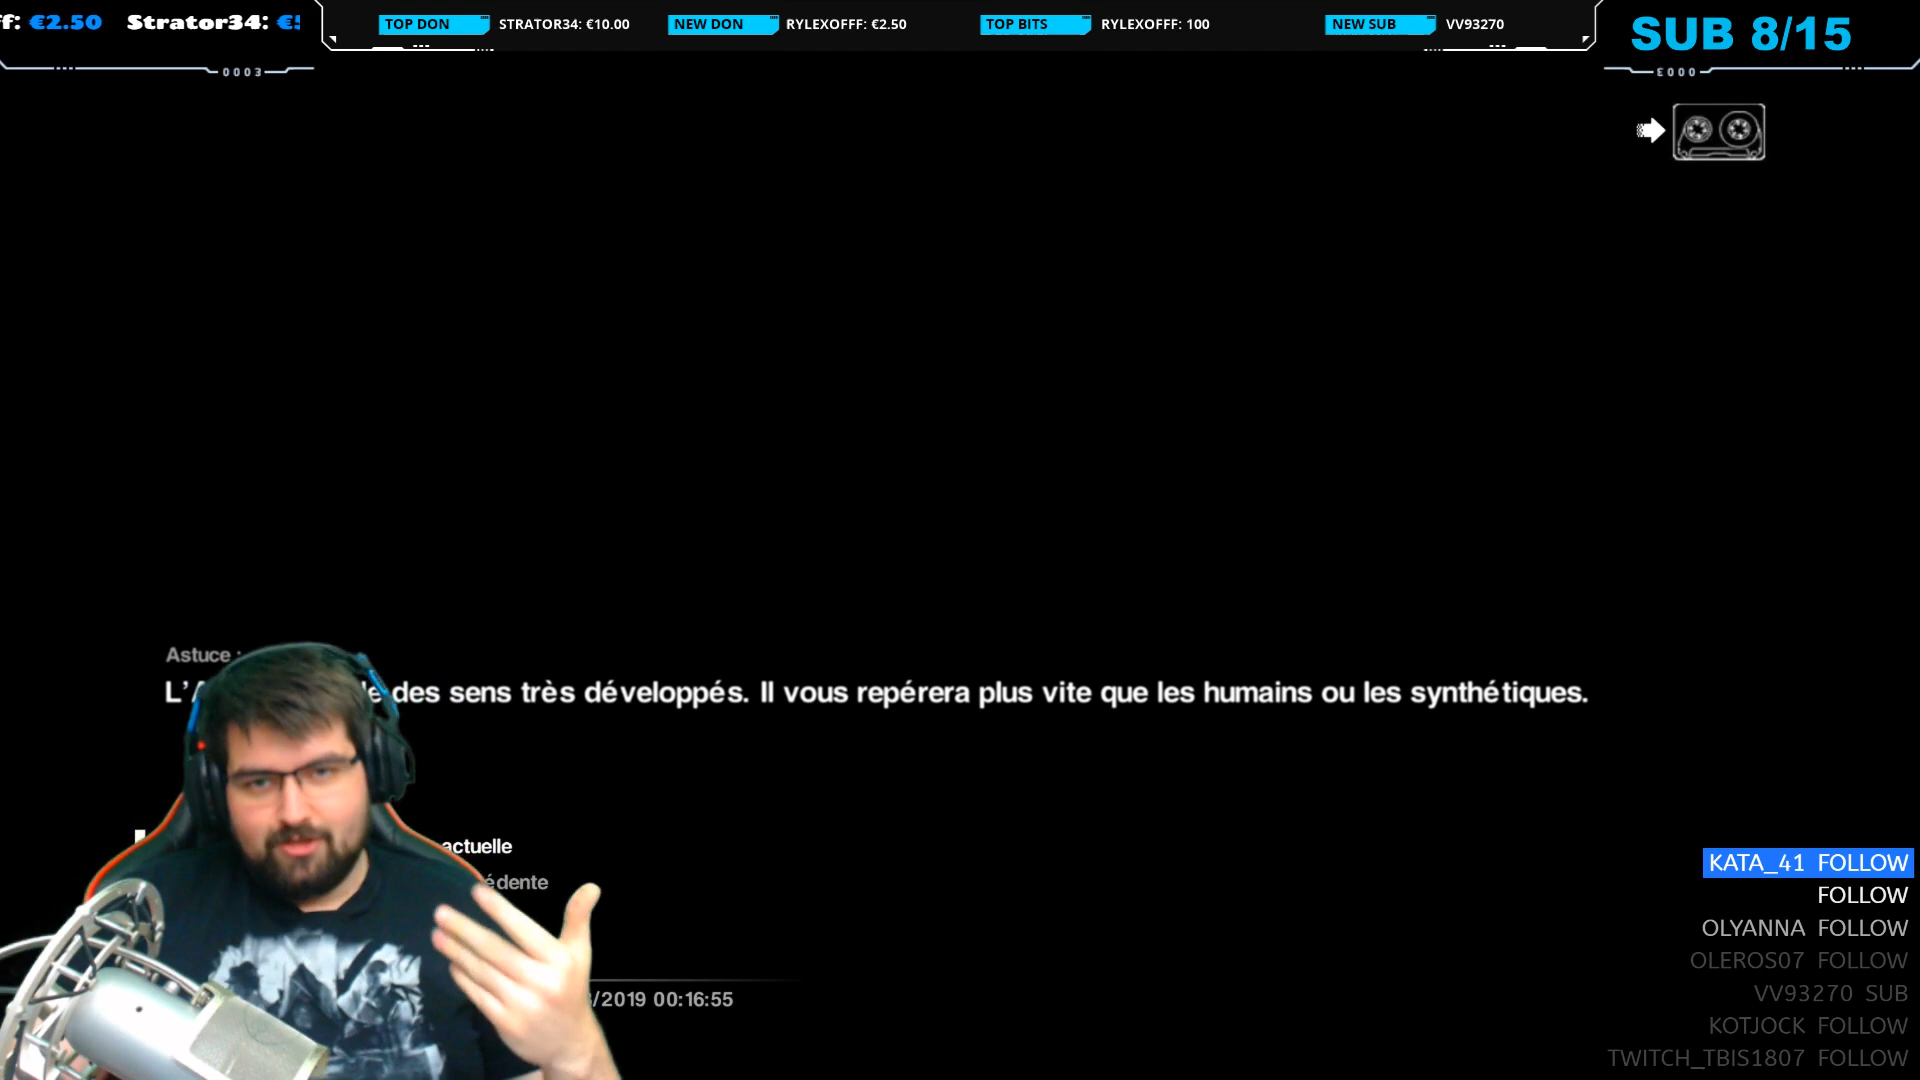 ff: €2.50 Strator34: €5
TOP DON STRATOR34: €10.00 NEW DON RYLEXOFFF: €2.50 TOP BITS RYLEXOFFF: 100 NEW SUB VV93270
SUB 8/15
0003
E000
Astuce :
des sens très développés. Il vous repérera plus vite que les humains ou les synthétiques.
actuelle
édente
/2019 00:16:55
KATA_41 FOLLOW
FOLLOW
OLYANNA FOLLOW
OLEROS07 FOLLOW
VV93270 SUB
KOTJOCK FOLLOW
TWITCH_TBIS1807 FOLLOW